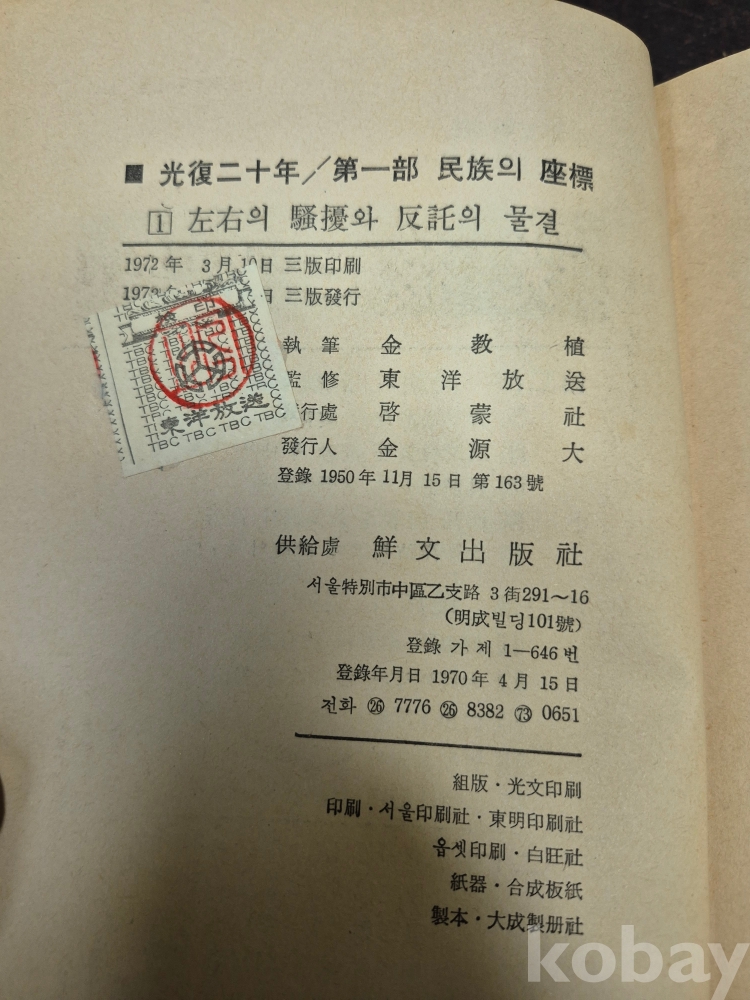 光復二十年／第一部 民族의 座標
1 左右의 騷擾와 反託의 물결
1972年 3月 10日 三版印刷
三版發行
執筆 金教植
監修 東洋放送
行處 啓蒙社
發行人 金源大
登錄 1950年 11月 15日 第163號
印
東洋放送
TBC TBC TBC TBC
供給處 鮮文出版社
서울特別市中區乙支路 3街291～16
(明成빌딩101號)
登錄 가제 1—646번
登錄年月日 1970年 4月 15日
전화 ㉖ 7776 ㉖ 8382 73 0651
組版・光文印刷
印刷・서울印刷社・東明印刷社
옵셋印刷・白旺社
紙器・合成板紙
製本・大成製册社
kobay